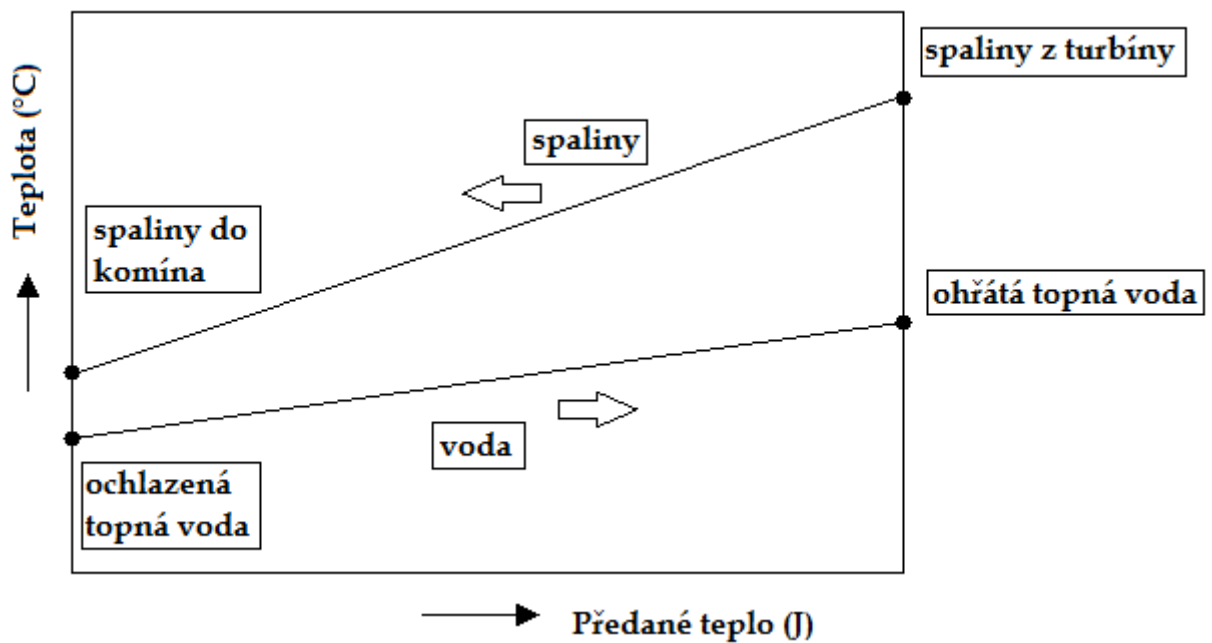 Teplota (°C)
spaliny z turbíny
spaliny
spaliny do
komína
ohřátá topná voda
voda
ochlazená
topná voda
Předané teplo (J)